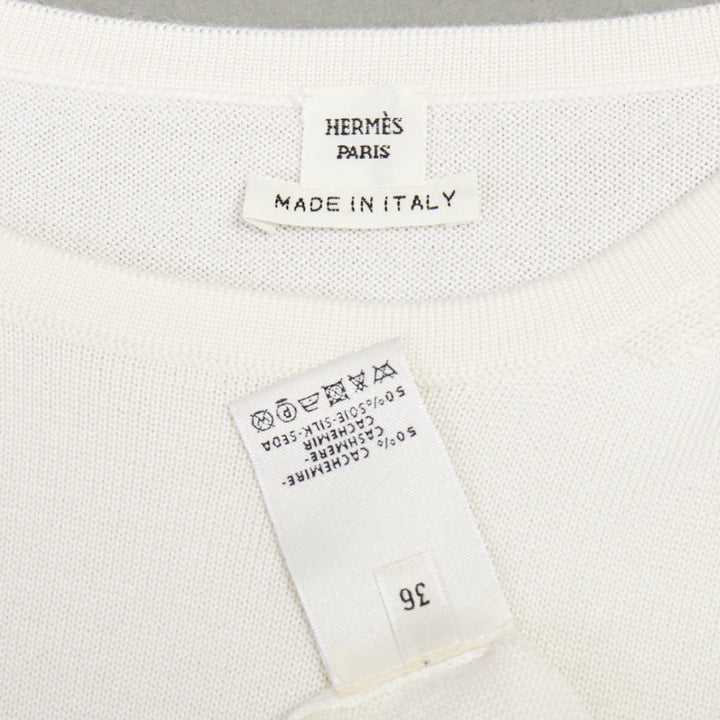 HERMÈS
PARIS
MADE IN ITALY
36
50% CACHEMIRE-
CASHMERE-
CACHEMIR
50%SOIE-SILK-SEDA
P